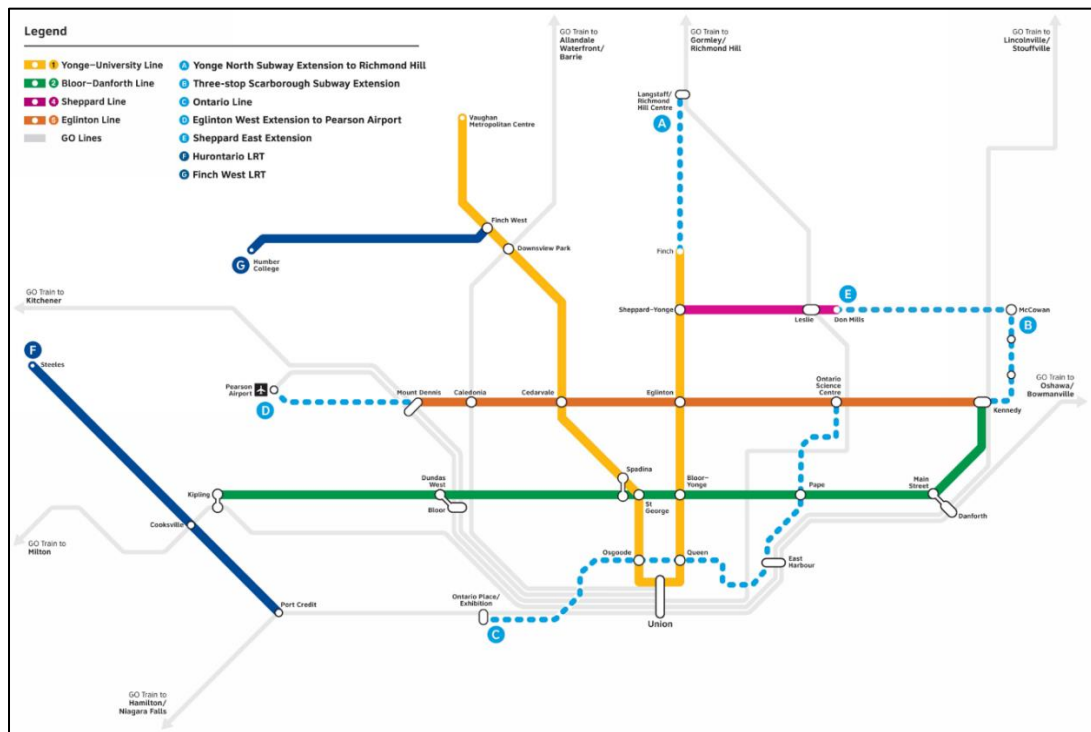 Legend
1 Yonge–University Line
2 Bloor–Danforth Line
4 Sheppard Line
5 Eglinton Line
GO Lines
A Yonge North Subway Extension to Richmond Hill
B Three-stop Scarborough Subway Extension
C Ontario Line
D Eglinton West Extension to Pearson Airport
E Sheppard East Extension
F Hurontario LRT
G Finch West LRT
GO Train to
Allandale
Waterfront/
Barrie
GO Train to
Gormley/
Richmond Hill
GO Train to
Lincolnville/
Stouffville
Langstaff/
Richmond
Hill Centre
A
Vaughan
Metropolitan Centre
Finch West
Downsview Park
G
Humber
College
Finch
GO Train to
Kitchener
Sheppard–Yonge
Leslie
Don Mills
E
McCowan
B
F
Steeles
Pearson
Airport
D
Mount Dennis
Caledonia
Cedarvale
Eglinton
Ontario
Science
Centre
Kennedy
GO Train to
Oshawa/
Bowmanville
Kipling
Dundas
West
Bloor
Spadina
St
George
Bloor–
Yonge
Pape
Main
Street
Danforth
Cooksville
GO Train to
Milton
Osgoode
Queen
East
Harbour
Port Credit
Ontario Place/
Exhibition
C
Union
GO Train to
Hamilton/
Niagara Falls